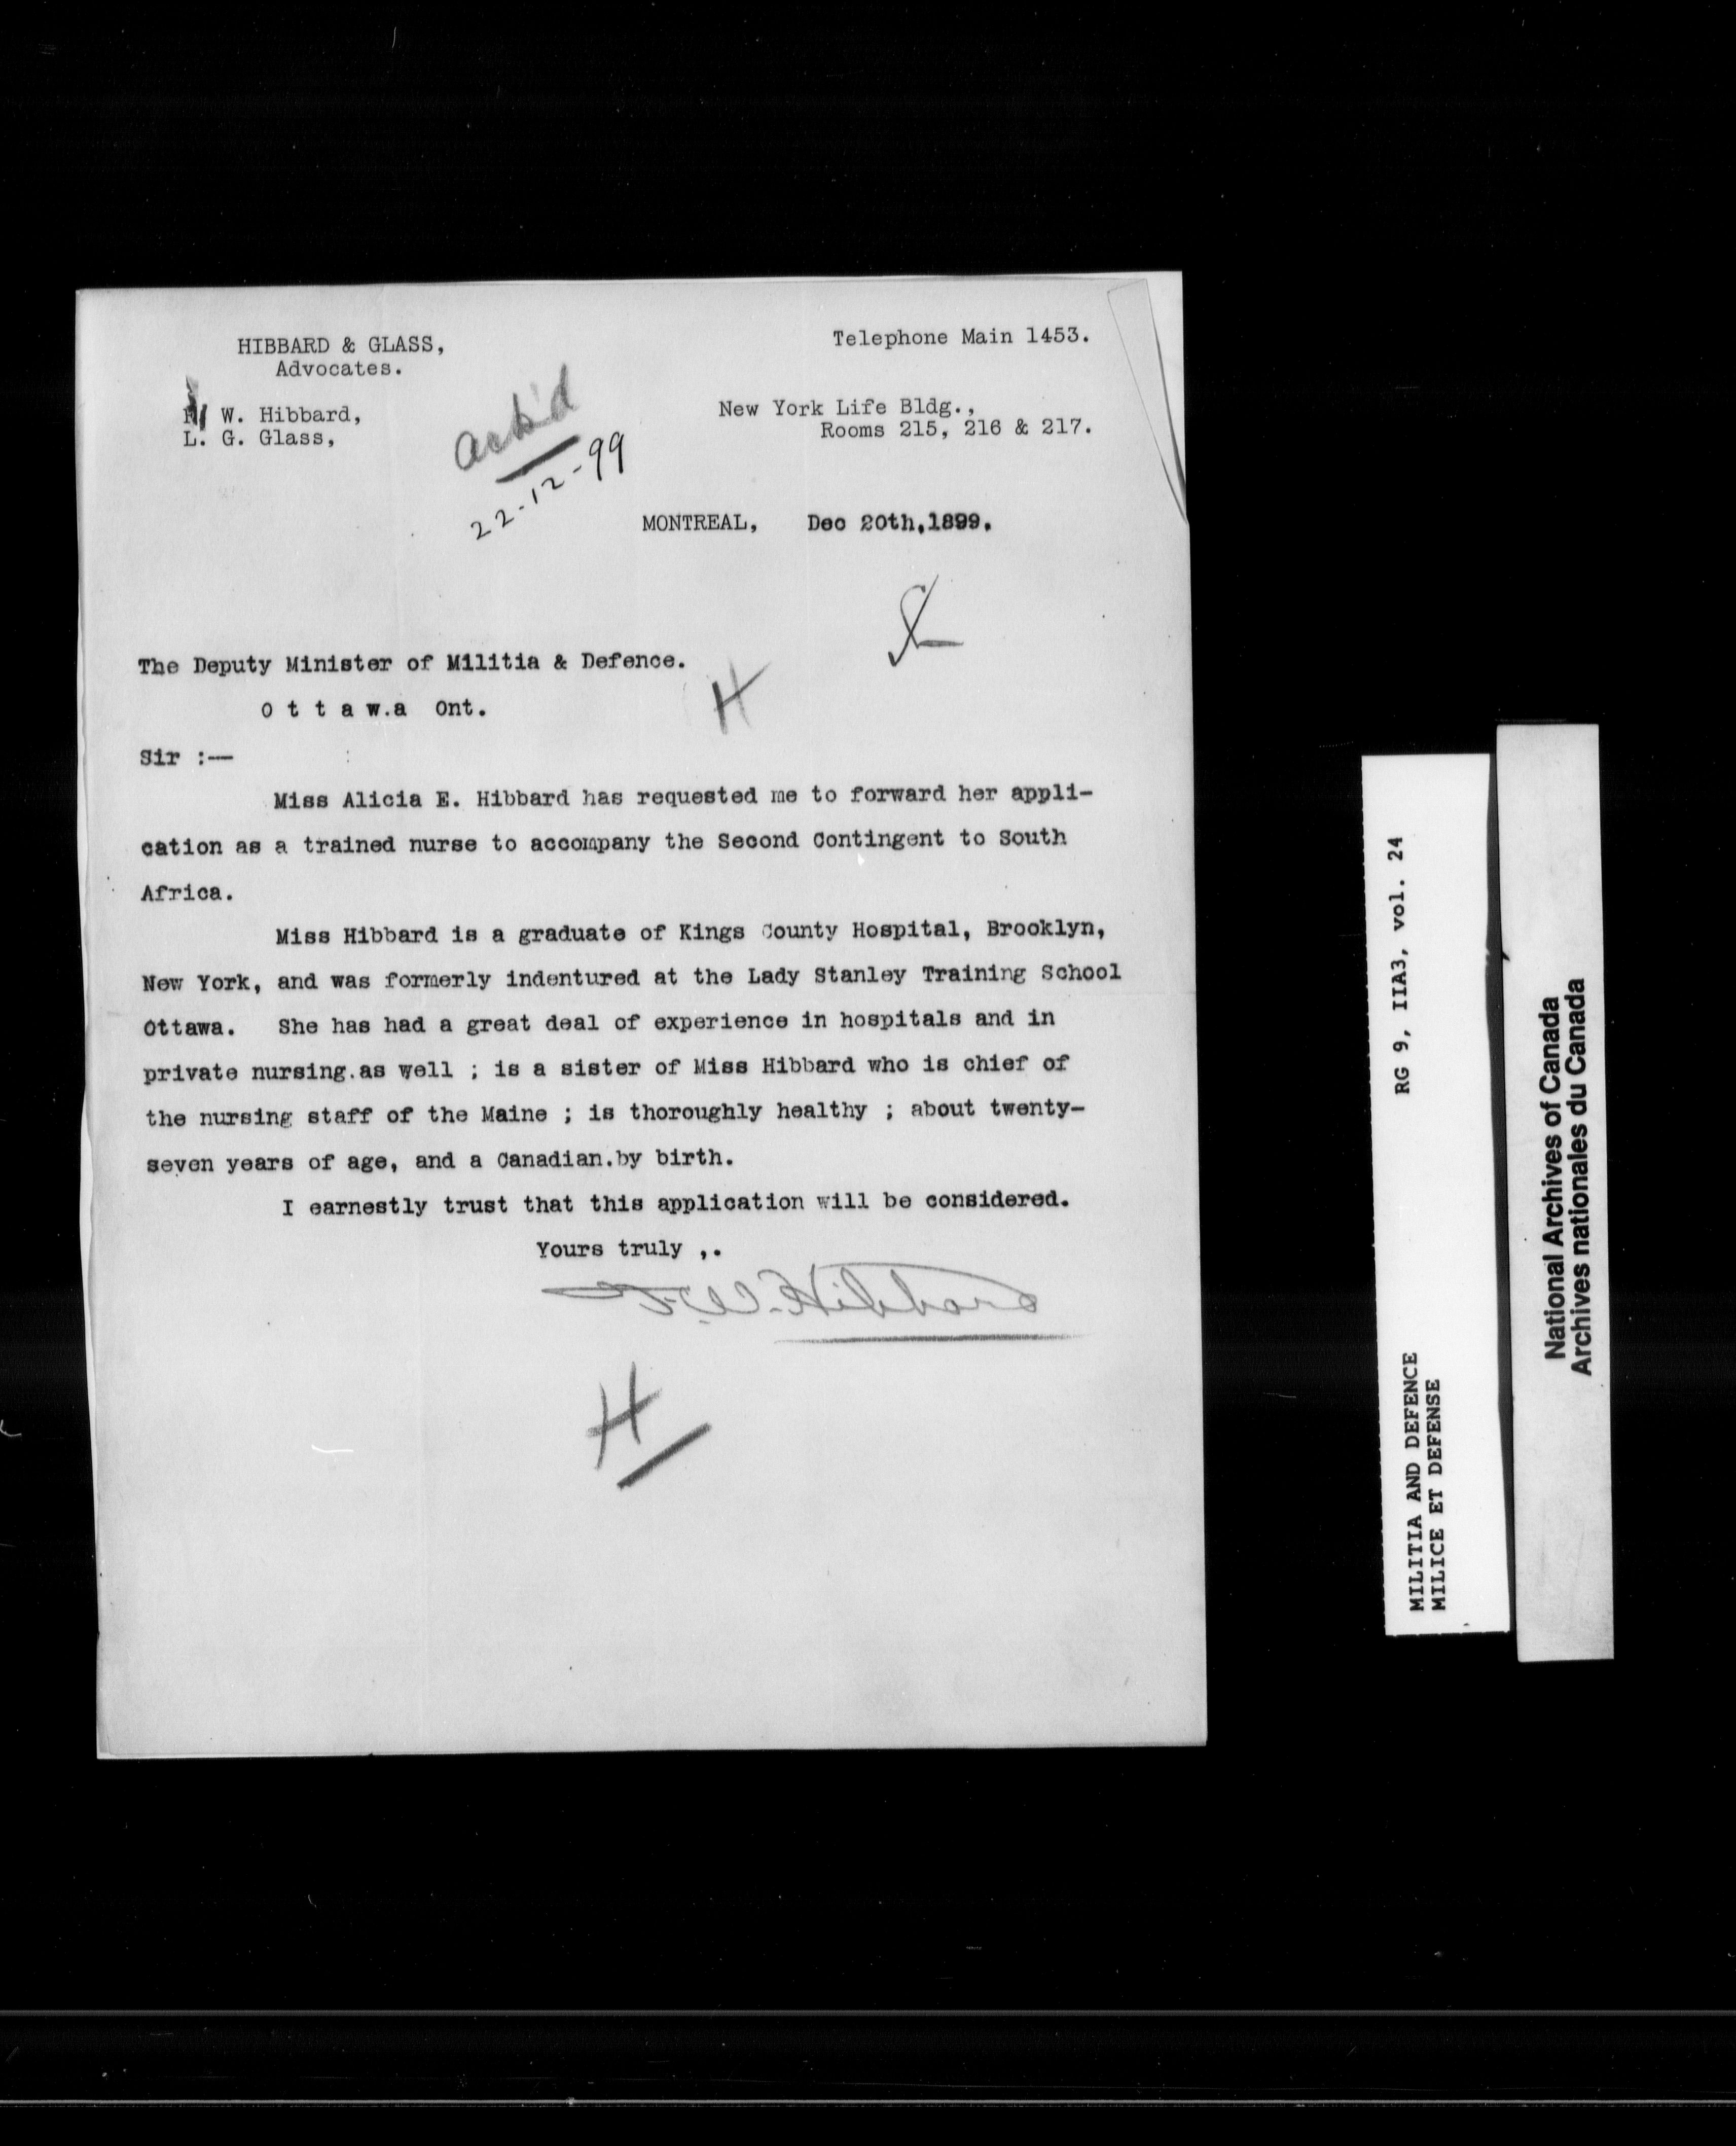 HIBBARD & GLASS,
Advocates.
W. Hibbard,
L. G. Glass,
Telephone Main 1453.
New York Life Bldg.,
Rooms 215, 216 & 217.
ack'd
22-12-99
MONTREAL, Dec 20th,1899.
The Deputy Minister of Militia & Defence.
O t t a w.a Ont.
H
Sir :—
Miss Alicia E. Hibbard has requested me to forward her appli-
cation as a trained nurse to accompany the Second Contingent to South
Africa.
Miss Hibbard is a graduate of Kings County Hospital, Brooklyn,
New York, and was formerly indentured at the Lady Stanley Training School
Ottawa. She has had a great deal of experience in hospitals and in
private nursing.as well ; is a sister of Miss Hibbard who is chief of
the nursing staff of the Maine ; is thoroughly healthy ; about twenty-
seven years of age, and a Canadian.by birth.
I earnestly trust that this application will be considered.
Yours truly ,.
F. W. Hibbard
H
RG 9, IIA3, vol. 24
MILITIA AND DEFENCE
MILICE ET DEFENSE
National Archives of Canada
Archives nationales du Canada